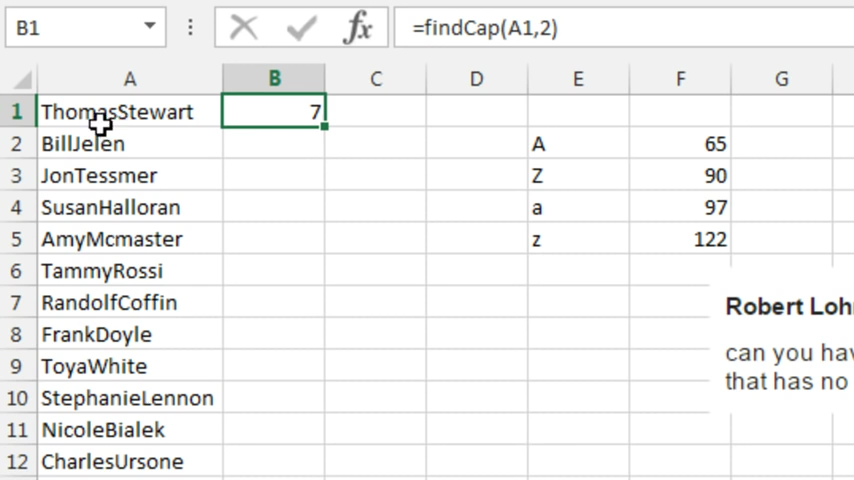 B1 fx =findCap(A1,2)
A B C D E F G
1 ThomasStewart 7
2 BillJelen A 65
3 JonTessmer Z 90
4 SusanHalloran a 97
5 AmyMcmaster z 122
6 TammyRossi
7 RandolfCoffin
Robert Loh
8 FrankDoyle
can you hav
9 ToyaWhite
that has no
10 StephanieLennon
11 NicoleBialek
12 CharlesUrsone